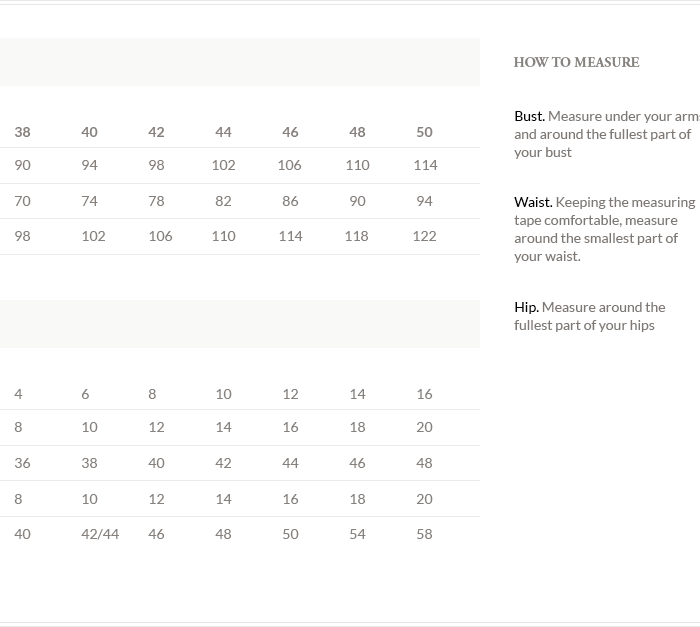 HOW TO MEASURE
38 40 42 44 46 48 50
90 94 98 102 106 110 114
70 74 78 82 86 90 94
98 102 106 110 114 118 122
4 6 8 10 12 14 16
8 10 12 14 16 18 20
36 38 40 42 44 46 48
8 10 12 14 16 18 20
40 42/44 46 48 50 54 58
Bust. Measure under your arms
and around the fullest part of
your bust
Waist. Keeping the measuring
tape comfortable, measure
around the smallest part of
your waist.
Hip. Measure around the
fullest part of your hips